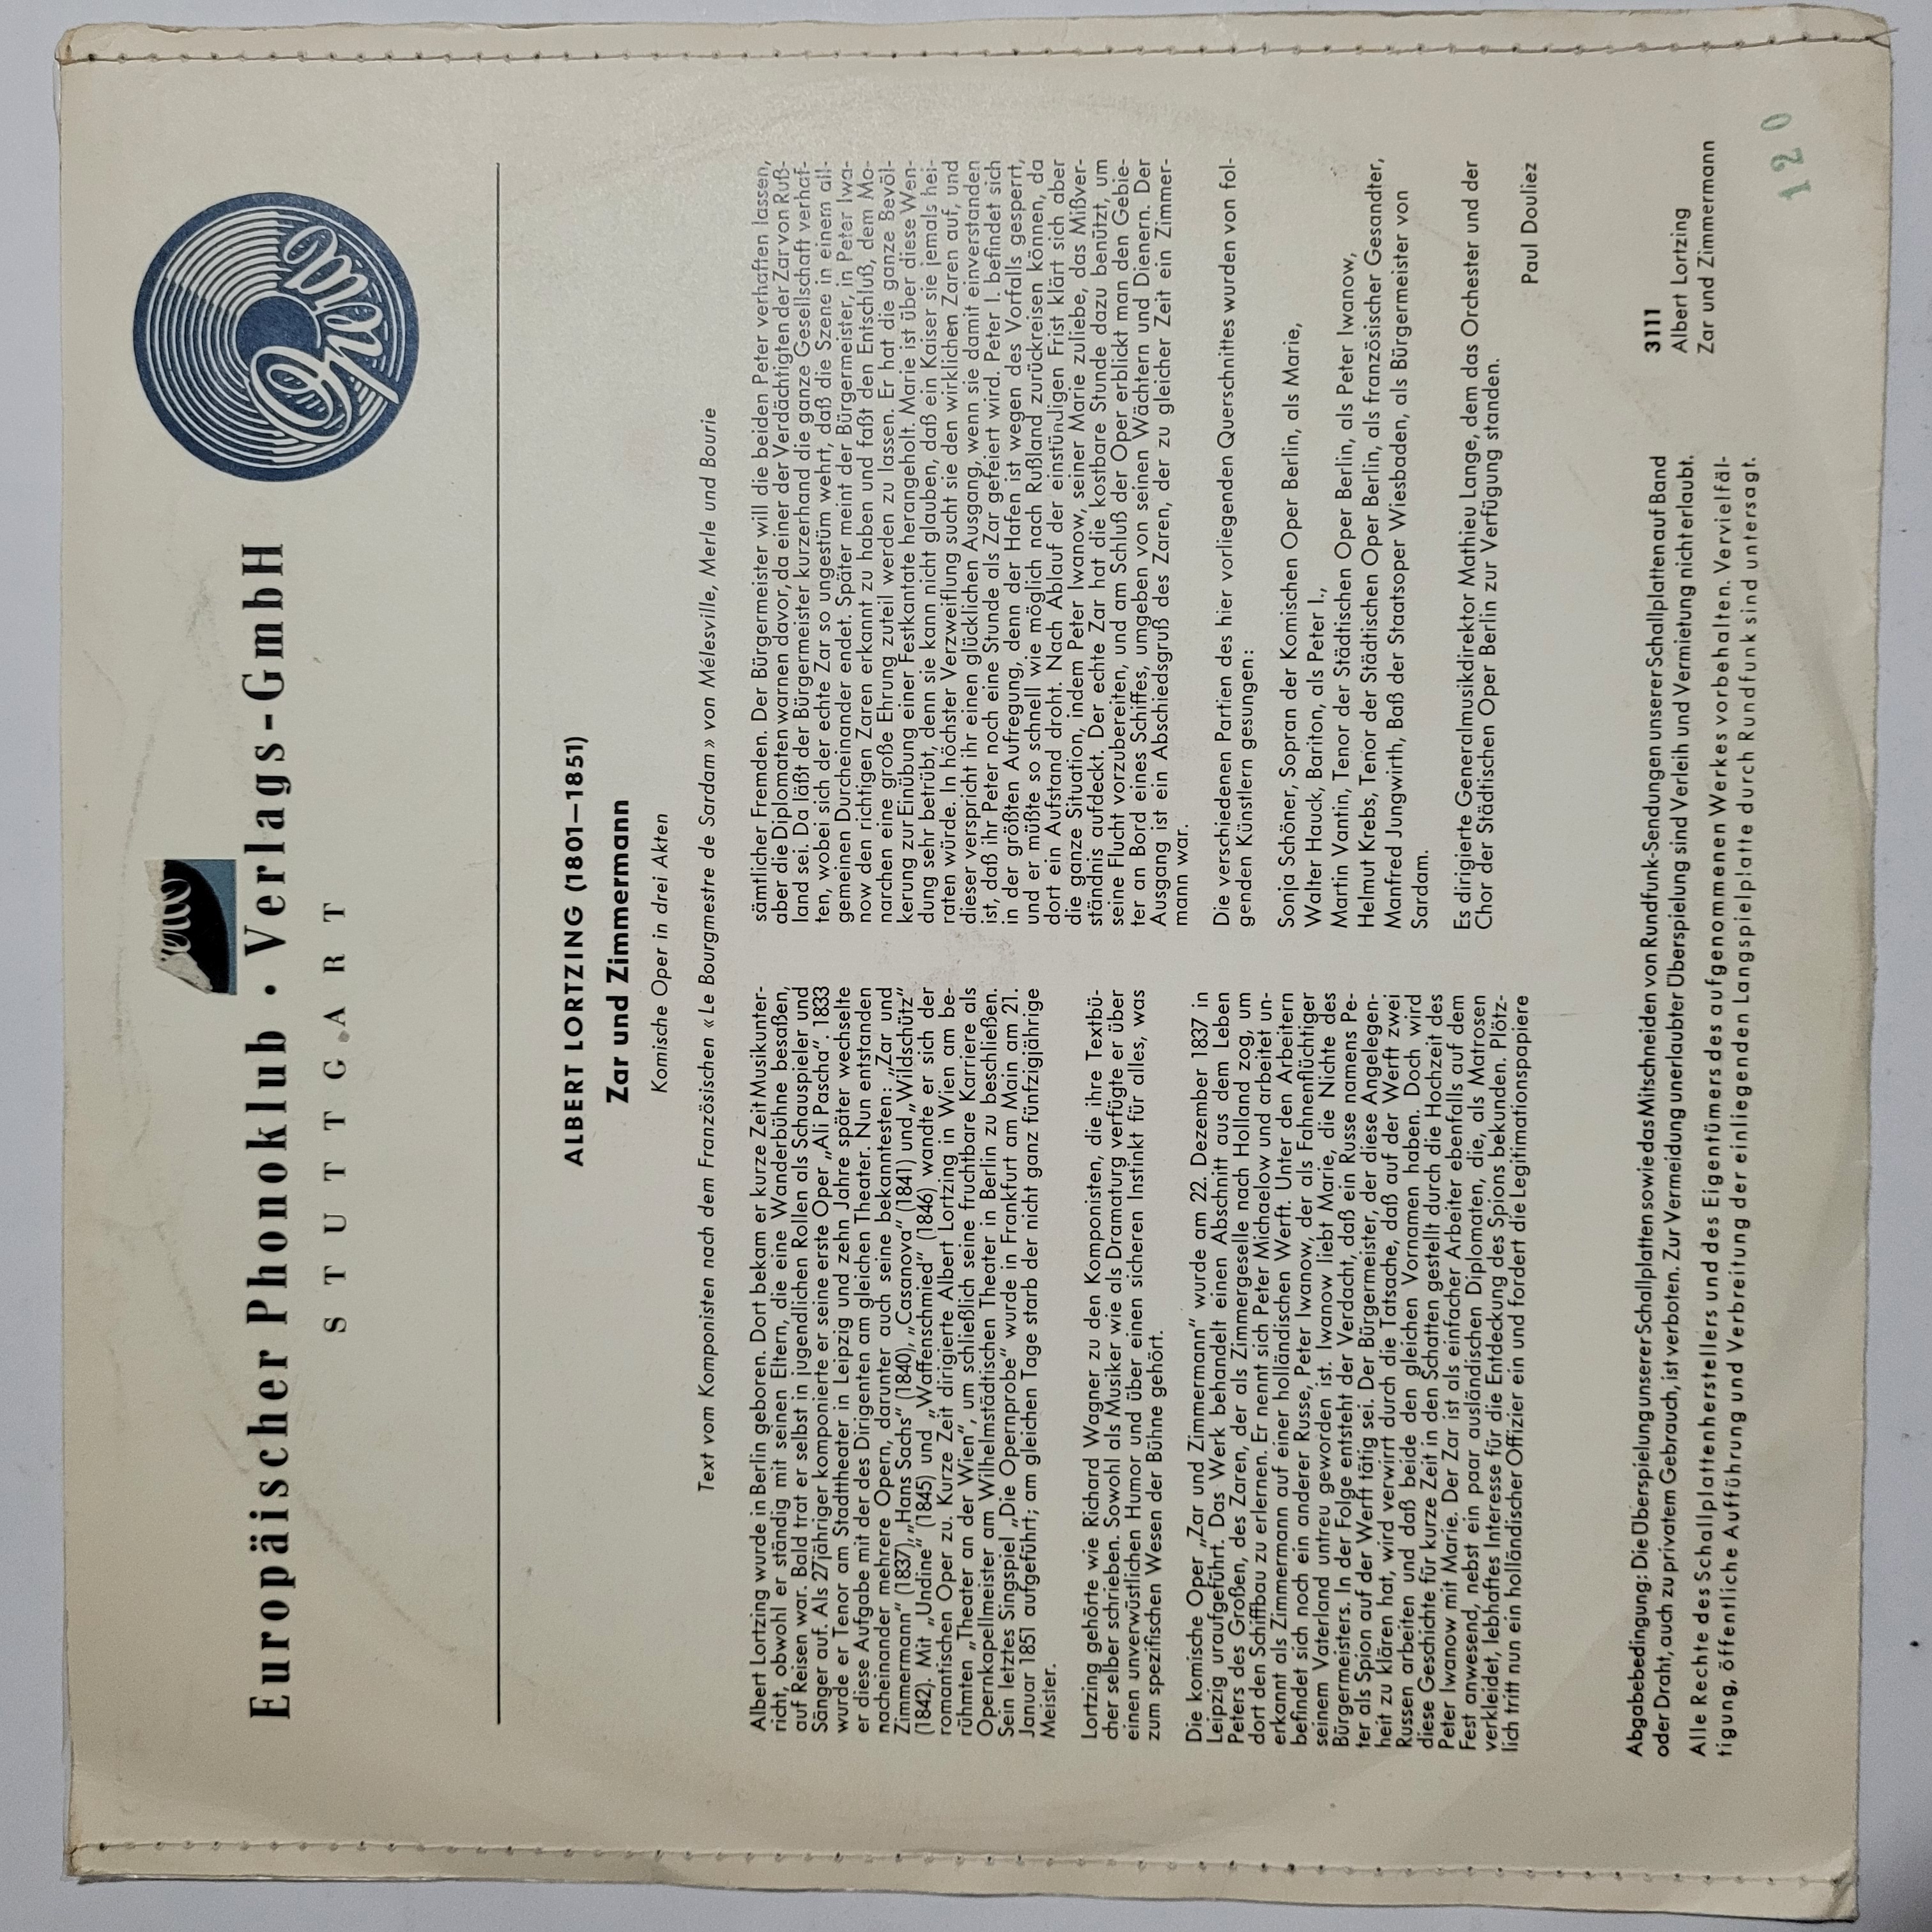 Europäischer Phonoklub · Verlags-GmbH
STUTTGART
Opera
ALBERT LORTZING (1801–1851)
Zar und Zimmermann
Komische Oper in drei Akten
Text vom Komponisten nach dem Französischen «Le Bourgmestre de Sardam» von Mélesville, Merle und Bourie
Albert Lortzing wurde in Berlin geboren. Dort bekam er kurze Zeit Musikunter-
richt, obwohl er ständig mit seinen Eltern, die eine Wanderbühne besaßen,
auf Reisen war. Bald trat er selbst in jugendlichen Rollen als Schauspieler und
Sänger auf. Als 27jähriger komponierte er seine erste Oper „Ali Pascha“. 1833
wurde er Tenor am Stadttheater in Leipzig und zehn Jahre später wechselte
er diese Aufgabe mit der des Dirigenten am gleichen Theater. Nun entstanden
nacheinander mehrere Opern, darunter auch seine bekanntesten: „Zar und
Zimmermann“ (1837), „Hans Sachs“ (1840), „Casanova“ (1841) und „Wildschütz“
(1842). Mit „Undine“ (1845) und „Waffenschmied“ (1846) wandte er sich der
romantischen Oper zu. Kurze Zeit dirigierte Albert Lortzing in Wien am be-
rühmten „Theater an der Wien“, um schließlich seine fruchtbare Karriere als
Opernkapellmeister am Wilhelmstädtischen Theater in Berlin zu beschließen.
Sein letztes Singspiel „Die Opernprobe“ wurde in Frankfurt am Main am 21.
Januar 1851 aufgeführt; am gleichen Tage starb der nicht ganz fünfzigjährige
Meister.
Lortzing gehörte wie Richard Wagner zu den Komponisten, die ihre Textbü-
cher selber schrieben. Sowohl als Musiker wie als Dramaturg verfügte er über
einen unverwüstlichen Humor und über einen sicheren Instinkt für alles, was
zum spezifischen Wesen der Bühne gehört.
Die komische Oper „Zar und Zimmermann“ wurde am 22. Dezember 1837 in
Leipzig uraufgeführt. Das Werk behandelt einen Abschnitt aus dem Leben
Peters des Großen, des Zaren, der als Zimmergeselle nach Holland zog, um
dort den Schiffbau zu erlernen. Er nennt sich Peter Michaelow und arbeitet un-
erkannt als Zimmermann auf einer holländischen Werft. Unter den Arbeitern
befindet sich noch ein anderer Russe, Peter Iwanow, der als Fahnenflüchtiger
seinem Vaterland untreu geworden ist. Iwanow liebt Marie, die Nichte des
Bürgermeisters. In der Folge entsteht der Verdacht, daß ein Russe namens Pe-
ter als Spion auf der Werft tätig sei. Der Bürgermeister, der diese Angelegen-
heit zu klären hat, wird verwirrt durch die Tatsache, daß auf der Werft zwei
Russen arbeiten und daß beide den gleichen Vornamen haben. Doch wird
diese Geschichte für kurze Zeit in den Schatten gestellt durch die Hochzeit des
Peter Iwanow mit Marie. Der Zar ist als einfacher Arbeiter ebenfalls auf dem
Fest anwesend, nebst ein paar ausländischen Diplomaten, die, als Matrosen
verkleidet, lebhaftes Interesse für die Entdeckung des Spions bekunden. Plötz-
lich tritt nun ein holländischer Offizier ein und fordert die Legitimationspapiere
sämtlicher Fremden. Der Bürgermeister will die beiden Peter verhaften lassen,
aber die Diplomaten warnen davor, da einer der Verdächtigten der Zar von Ruß-
land sei. Da läßt der Bürgermeister kurzerhand die ganze Gesellschaft verhaf-
ten, wobei sich der echte Zar so ungestüm wehrt, daß die Szene in einem all-
gemeinen Durcheinander endet. Später meint der Bürgermeister, in Peter Iwa-
now den richtigen Zaren erkannt zu haben und faßt den Entschluß, dem Mo-
narchen eine große Ehrung zuteil werden zu lassen. Er hat die ganze Bevöl-
kerung zur Einübung einer Festkantate herangeholt. Marie ist über diese Wen-
dung sehr betrübt, denn sie kann nicht glauben, daß ein Kaiser sie jemals hei-
raten würde. In höchster Verzweiflung sucht sie den wirklichen Zaren auf, und
dieser verspricht ihr einen glücklichen Ausgang, wenn sie damit einverstanden
ist, daß ihr Peter noch eine Stunde als Zar gefeiert wird. Peter I. befindet sich
in der größten Aufregung, denn der Hafen ist wegen des Vorfalls gesperrt,
und er müßte so schnell wie möglich nach Rußland zurückreisen können, da
dort ein Aufstand droht. Nach Ablauf der einstündigen Frist klärt sich aber
die ganze Situation, indem Peter Iwanow, seiner Marie zuliebe, das Mißver-
ständnis aufdeckt. Der echte Zar hat die kostbare Stunde dazu benützt, um
seine Flucht vorzubereiten, und am Schluß der Oper erblickt man den Gebie-
ter an Bord eines Schiffes, umgeben von seinen Wächtern und Dienern. Der
Ausgang ist ein Abschiedsgruß des Zaren, der zu gleicher Zeit ein Zimmer-
mann war.
Die verschiedenen Partien des hier vorliegenden Querschnittes wurden von fol-
genden Künstlern gesungen:
Sonja Schöner, Sopran der Komischen Oper Berlin, als Marie,
Walter Hauck, Bariton, als Peter I.,
Martin Vantin, Tenor der Städtischen Oper Berlin, als Peter Iwanow,
Helmut Krebs, Tenor der Städtischen Oper Berlin, als französischer Gesandter,
Manfred Jungwirth, Baß der Staatsoper Wiesbaden, als Bürgermeister von
Sardam.
Es dirigierte Generalmusikdirektor Mathieu Lange, dem das Orchester und der
Chor der Städtischen Oper Berlin zur Verfügung standen.
Paul Douliez
Abgabebedingung: Die Überspielung unserer Schallplatten sowie das Mitschneiden von Rundfunk-Sendungen unserer Schallplatten auf Band
oder Draht, auch zu privatem Gebrauch, ist verboten. Zur Vermeidung unerlaubter Überspielung sind Verleih und Vermietung nicht erlaubt.
Alle Rechte des Schallplattenherstellers und des Eigentümers des aufgenommenen Werkes vorbehalten. Vervielfäl-
tigung, öffentliche Aufführung und Verbreitung der einliegenden Langspielplatte durch Rundfunk sind untersagt.
3111
Albert Lortzing
Zar und Zimmermann
120